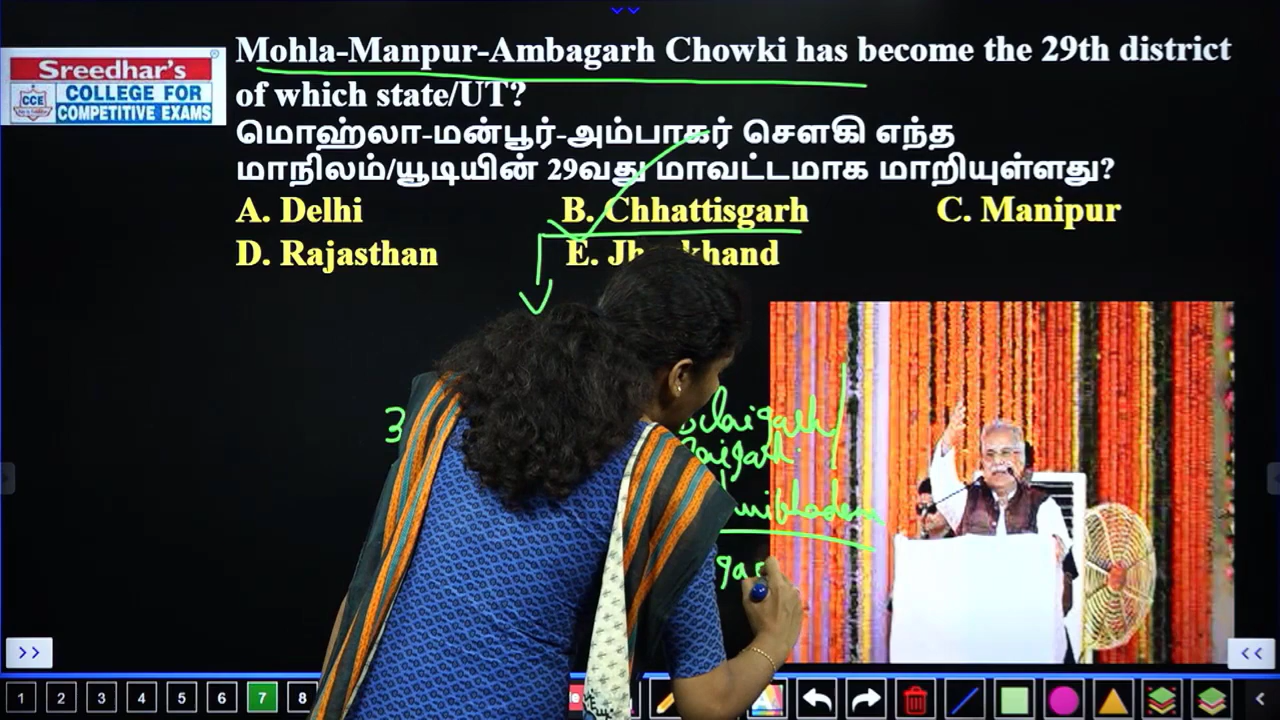 Sreedhar's
CCE
COLLEGE FOR
COMPETITIVE EXAMS
Mohla-Manpur-Ambagarh Chowki has become the 29th district
of which state/UT?
மொஹ்லா-மன்பூர்-அம்பாகர் சௌகி எந்த
மாநிலம்/யூடியின் 29வது மாவட்டமாக மாறியுள்ளது?
A. Delhi B. Chhattisgarh C. Manipur
D. Rajasthan E. Jharkhand
3
>> <<
1 2 3 4 5 6 7 8